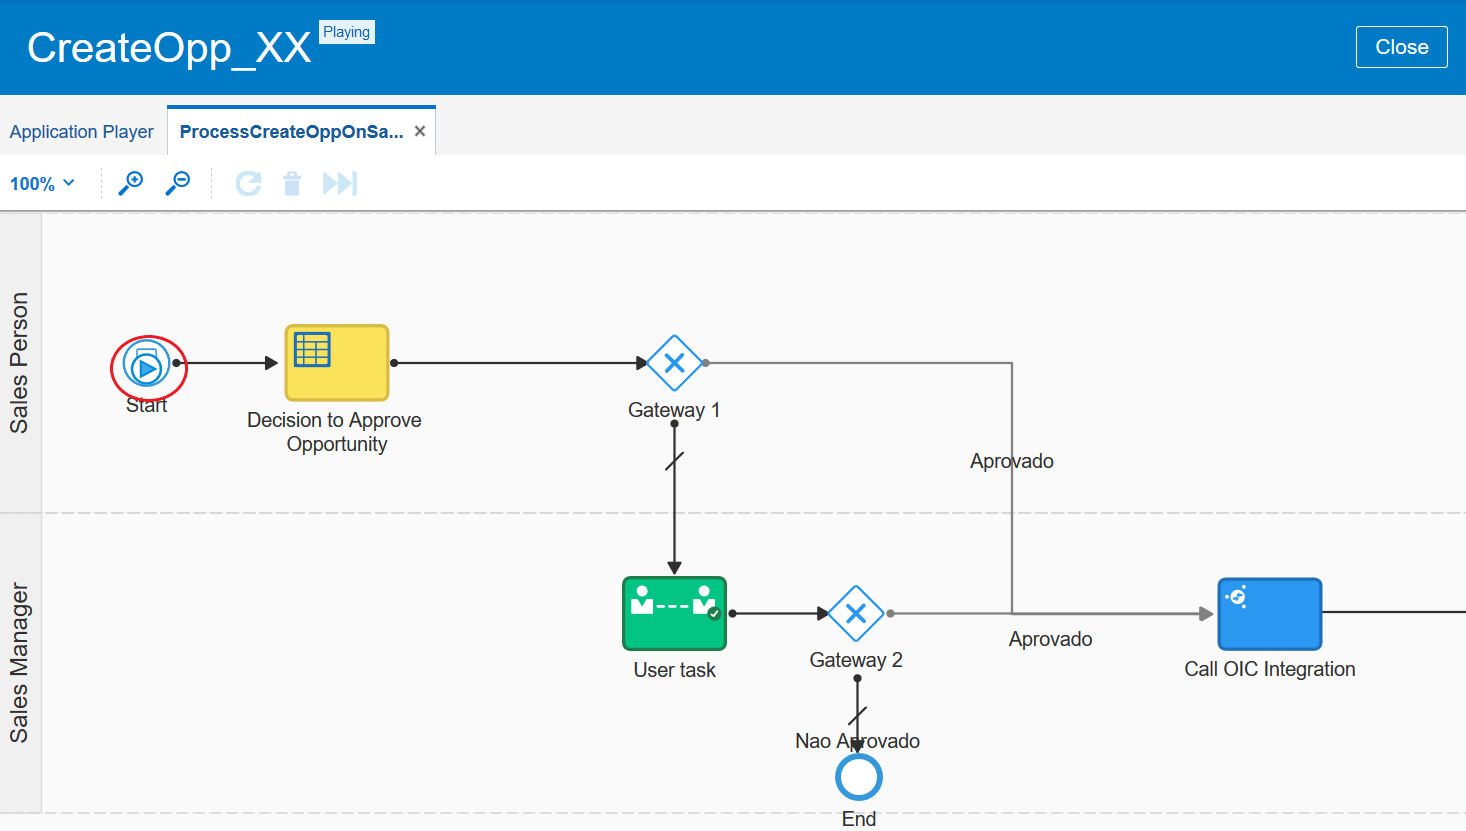 CreateOpp_XX
Playing
Close
Application Player
ProcessCreateOppOnSa...
100%
Sales Person
Start
Decision to Approve
Opportunity
Gateway 1
Aprovado
Sales Manager
User task
Gateway 2
Aprovado
Call OIC Integration
Nao Aprovado
End